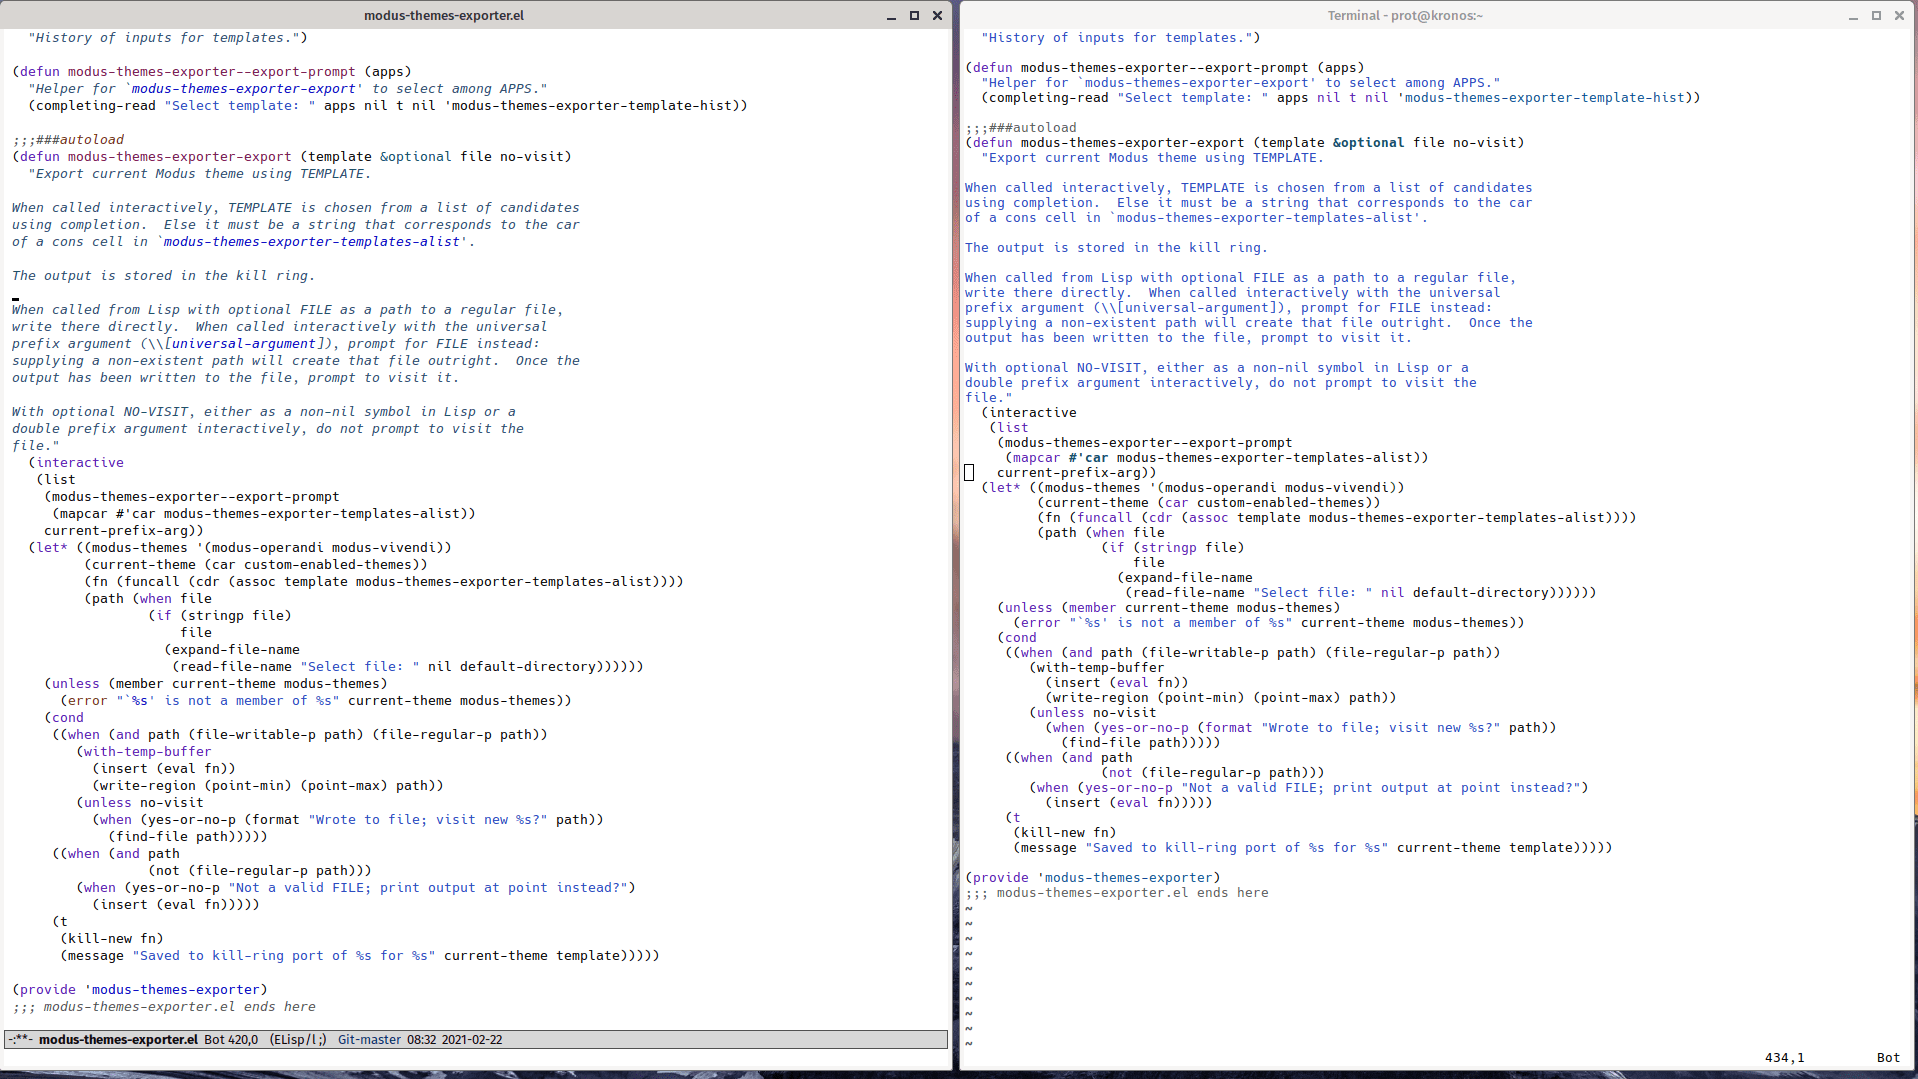 modus-themes-exporter.el
"History of inputs for templates.")
(defun modus-themes-exporter--export-prompt (apps)
"Helper for `modus-themes-exporter-export' to select among APPS."
(completing-read "Select template: " apps nil t nil 'modus-themes-exporter-template-hist))
;;;###autoload
(defun modus-themes-exporter-export (template &optional file no-visit)
"Export current Modus theme using TEMPLATE.
When called interactively, TEMPLATE is chosen from a list of candidates
using completion.  Else it must be a string that corresponds to the car
of a cons cell in `modus-themes-exporter-templates-alist'.
The output is stored in the kill ring.
When called from Lisp with optional FILE as a path to a regular file,
write there directly.  When called interactively with the universal
prefix argument (\\[universal-argument]), prompt for FILE instead:
supplying a non-existent path will create that file outright.  Once the
output has been written to the file, prompt to visit it.
With optional NO-VISIT, either as a non-nil symbol in Lisp or a
double prefix argument interactively, do not prompt to visit the
file."
(interactive
(list
(modus-themes-exporter--export-prompt
(mapcar #'car modus-themes-exporter-templates-alist))
current-prefix-arg))
(let* ((modus-themes '(modus-operandi modus-vivendi))
(current-theme (car custom-enabled-themes))
(fn (funcall (cdr (assoc template modus-themes-exporter-templates-alist))))
(path (when file
(if (stringp file)
file
(expand-file-name
(read-file-name "Select file: " nil default-directory))))))
(unless (member current-theme modus-themes)
(error "`%s' is not a member of %s" current-theme modus-themes))
(cond
((when (and path (file-writable-p path) (file-regular-p path))
(with-temp-buffer
(insert (eval fn))
(write-region (point-min) (point-max) path))
(unless no-visit
(when (yes-or-no-p (format "Wrote to file; visit new %s?" path))
(find-file path)))))
((when (and path
(not (file-regular-p path)))
(when (yes-or-no-p "Not a valid FILE; print output at point instead?")
(insert (eval fn)))))
(t
(kill-new fn)
(message "Saved to kill-ring port of %s for %s" current-theme template)))))
(provide 'modus-themes-exporter)
;;; modus-themes-exporter.el ends here
-:**- modus-themes-exporter.el Bot 420,0 (ELisp/l;) Git-master 08:32 2021-02-22
Terminal - prot@kronos:~
"History of inputs for templates.")
(defun modus-themes-exporter--export-prompt (apps)
"Helper for `modus-themes-exporter-export' to select among APPS."
(completing-read "Select template: " apps nil t nil 'modus-themes-exporter-template-hist))
;;;###autoload
(defun modus-themes-exporter-export (template &optional file no-visit)
"Export current Modus theme using TEMPLATE.
When called interactively, TEMPLATE is chosen from a list of candidates
using completion.  Else it must be a string that corresponds to the car
of a cons cell in `modus-themes-exporter-templates-alist'.
The output is stored in the kill ring.
When called from Lisp with optional FILE as a path to a regular file,
write there directly.  When called interactively with the universal
prefix argument (\\[universal-argument]), prompt for FILE instead:
supplying a non-existent path will create that file outright.  Once the
output has been written to the file, prompt to visit it.
With optional NO-VISIT, either as a non-nil symbol in Lisp or a
double prefix argument interactively, do not prompt to visit the
file."
(interactive
(list
(modus-themes-exporter--export-prompt
(mapcar #'car modus-themes-exporter-templates-alist))
current-prefix-arg))
(let* ((modus-themes '(modus-operandi modus-vivendi))
(current-theme (car custom-enabled-themes))
(fn (funcall (cdr (assoc template modus-themes-exporter-templates-alist))))
(path (when file
(if (stringp file)
file
(expand-file-name
(read-file-name "Select file: " nil default-directory))))))
(unless (member current-theme modus-themes)
(error "`%s' is not a member of %s" current-theme modus-themes))
(cond
((when (and path (file-writable-p path) (file-regular-p path))
(with-temp-buffer
(insert (eval fn))
(write-region (point-min) (point-max) path))
(unless no-visit
(when (yes-or-no-p (format "Wrote to file; visit new %s?" path))
(find-file path)))))
((when (and path
(not (file-regular-p path)))
(when (yes-or-no-p "Not a valid FILE; print output at point instead?")
(insert (eval fn)))))
(t
(kill-new fn)
(message "Saved to kill-ring port of %s for %s" current-theme template)))))
(provide 'modus-themes-exporter)
;;; modus-themes-exporter.el ends here
~
~
~
~
~
~
~
~
~
~
434,1 Bot